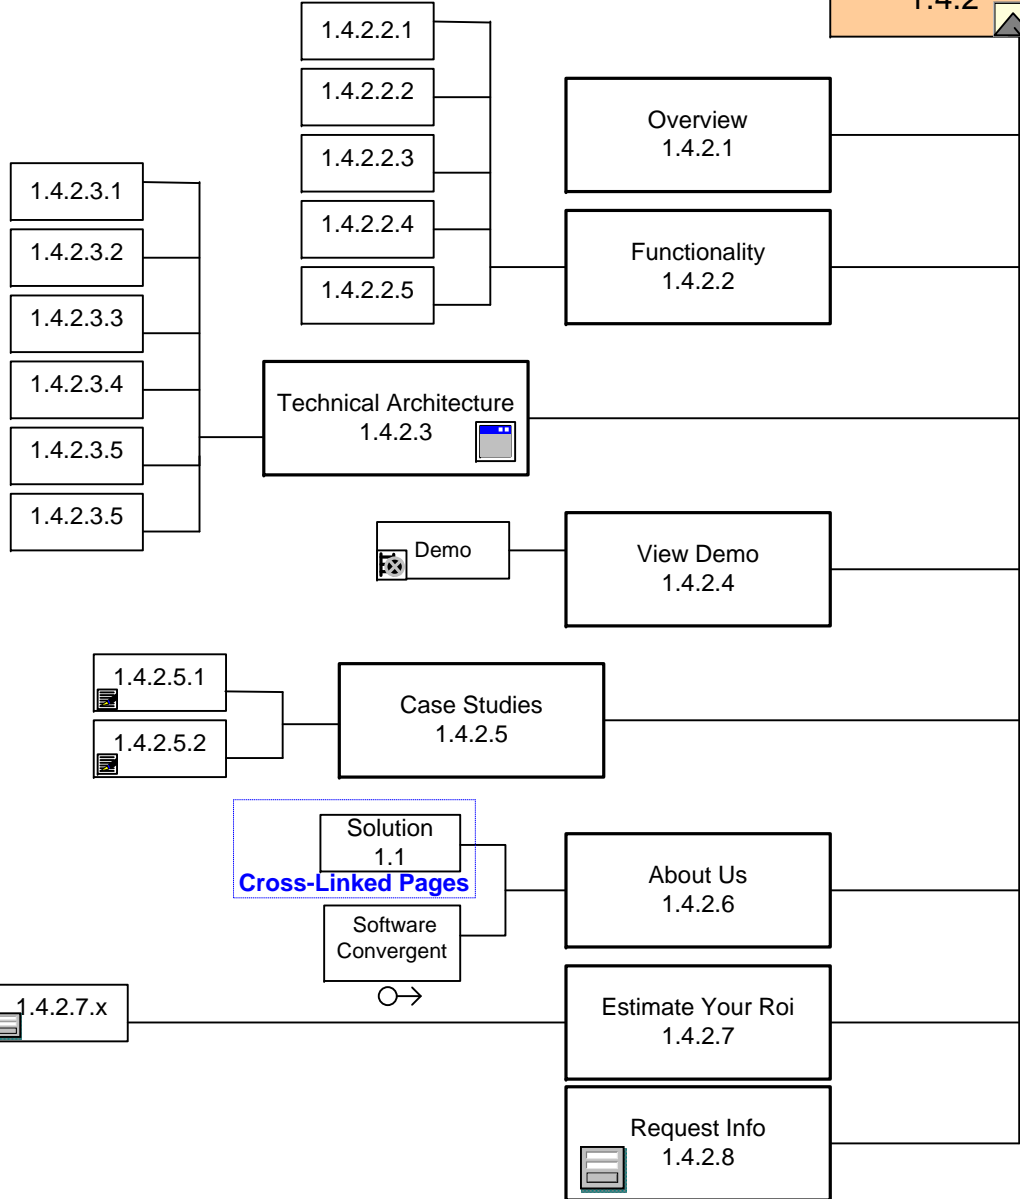 1.4.2
1.4.2.2.1
1.4.2.2.2
1.4.2.2.3
1.4.2.2.4
1.4.2.2.5
Overview
1.4.2.1
Functionality
1.4.2.2
1.4.2.3.1
1.4.2.3.2
1.4.2.3.3
1.4.2.3.4
1.4.2.3.5
1.4.2.3.5
Technical Architecture
1.4.2.3
Demo
View Demo
1.4.2.4
1.4.2.5.1
1.4.2.5.2
Case Studies
1.4.2.5
Solution
1.1
Cross-Linked Pages
Software
Convergent
About Us
1.4.2.6
1.4.2.7.x
Estimate Your Roi
1.4.2.7
Request Info
1.4.2.8